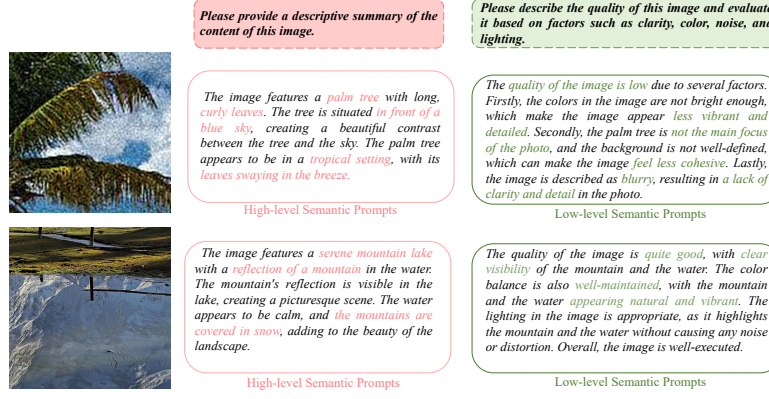 Please provide a descriptive summary of the
content of this image.
Please describe the quality of this image and evaluate
it based on factors such as clarity, color, noise, and
lighting.
The image features a palm tree with long,
curly leaves. The tree is situated in front of a
blue sky, creating a beautiful contrast
between the tree and the sky. The palm tree
appears to be in a tropical setting, with its
leaves swaying in the breeze.
High-level Semantic Prompts
The quality of the image is low due to several factors.
Firstly, the colors in the image are not bright enough,
which make the image appear less vibrant and
detailed. Secondly, the palm tree is not the main focus
of the photo, and the background is not well-defined,
which can make the image feel less cohesive. Lastly,
the image is described as blurry, resulting in a lack of
clarity and detail in the photo.
Low-level Semantic Prompts
The image features a serene mountain lake
with a reflection of a mountain in the water.
The mountain's reflection is visible in the
lake, creating a picturesque scene. The water
appears to be calm, and the mountains are
covered in snow, adding to the beauty of the
landscape.
High-level Semantic Prompts
The quality of the image is quite good, with clear
visibility of the mountain and the water. The color
balance is also well-maintained, with the mountain
and the water appearing natural and vibrant. The
lighting in the image is appropriate, as it highlights
the mountain and the water without causing any noise
or distortion. Overall, the image is well-executed.
Low-level Semantic Prompts